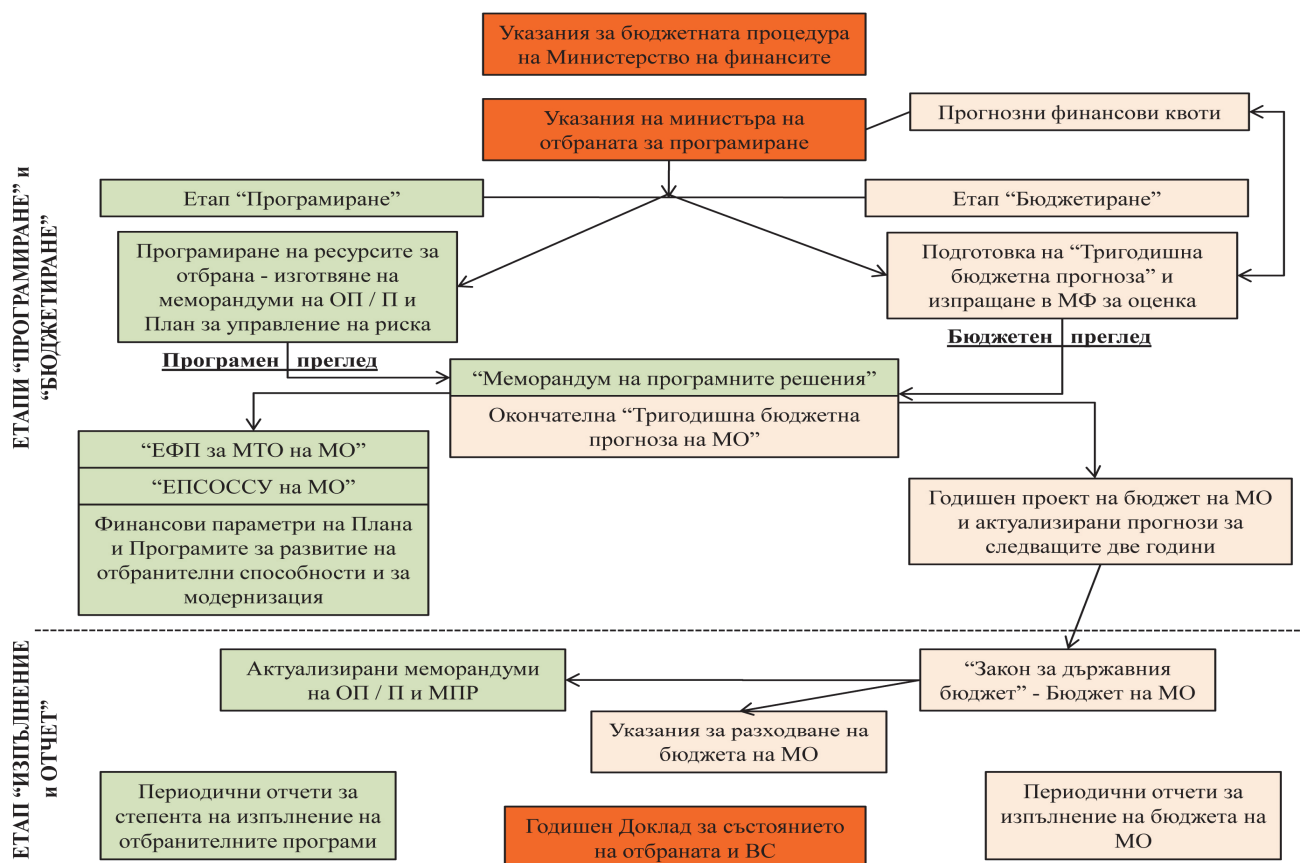 Указания за бюджетната процедура
на Министерство на финансите
Указания на министъра на
отбраната за програмиране
Прогнозни финансови квоти
ЕТАПИ “ПРОГРАМИРАНЕ” и
“БЮДЖЕТИРАНЕ”
Етап “Програмиране”
Етап “Бюджетиране”
Програмиране на ресурсите за
отбрана - изготвяне на
меморандуми на ОП / П и
План за управление на риска
Подготовка на “Тригодишна
бюджетна прогноза” и
изпращане в МФ за оценка
Програмен преглед
Бюджетен преглед
“Меморандум на програмните решения”
Окончателна “Тригодишна бюджетна
прогноза на МО”
“ЕФП за МТО на МО”
“ЕПСОССУ на МО”
Финансови параметри на Плана
и Програмите за развитие на
отбранителни способности и за
модернизация
Годишен проект на бюджет на МО
и актуализирани прогнози за
следващите две години
ЕТАП “ИЗПЪЛНЕНИЕ
и ОТЧЕТ”
Актуализирани меморандуми
на ОП / П и МПР
“Закон за държавния
бюджет” - Бюджет на МО
Указания за разходване на
бюджета на МО
Периодични отчети за
степента на изпълнение на
отбранителните програми
Годишен Доклад за състоянието
на отбраната и ВС
Периодични отчети за
изпълнение на бюджета на
МО